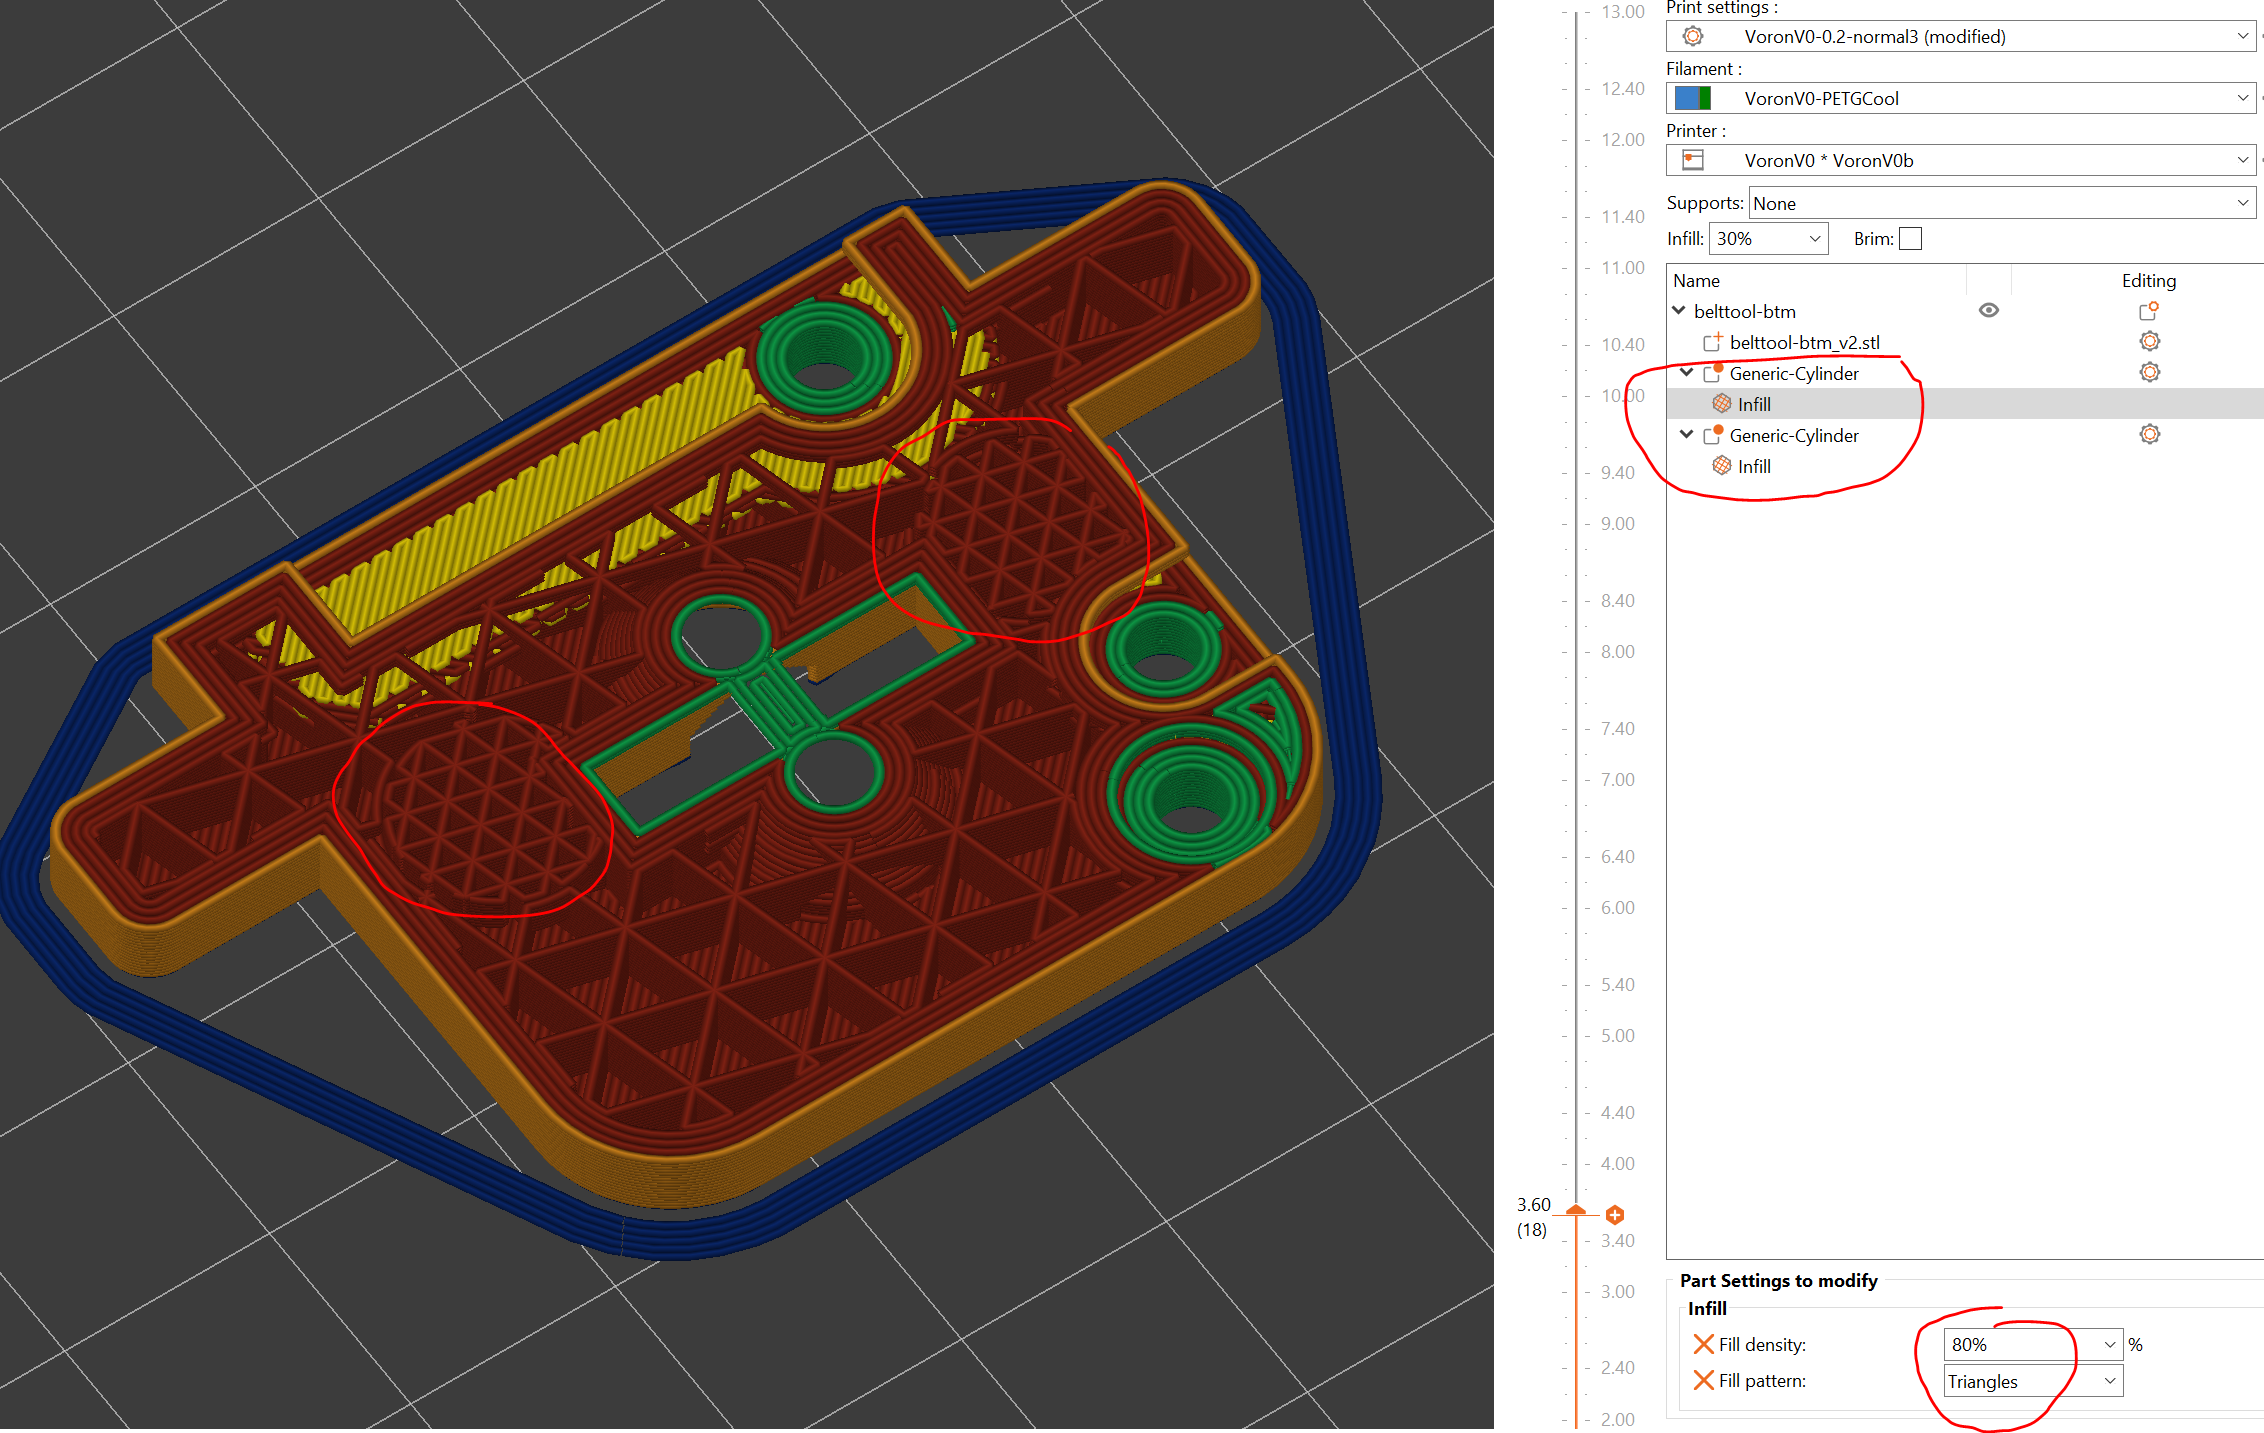 13.00
12.40
12.00
11.40
11.00
10.40
10.00
9.40
9.00
8.40
8.00
7.40
7.00
6.40
6.00
5.40
5.00
4.40
4.00
3.60
(18)
3.40
3.00
2.40
2.00
Print settings :
VoronV0-0.2-normal3 (modified)
Filament :
VoronV0-PETGCool
Printer :
VoronV0 * VoronV0b
Supports: None
Infill: 30% Brim:
Name Editing
belttool-btm
belttool-btm_v2.stl
Generic-Cylinder
Infill
Generic-Cylinder
Infill
Part Settings to modify
Infill
Fill density: 80% %
Fill pattern: Triangles